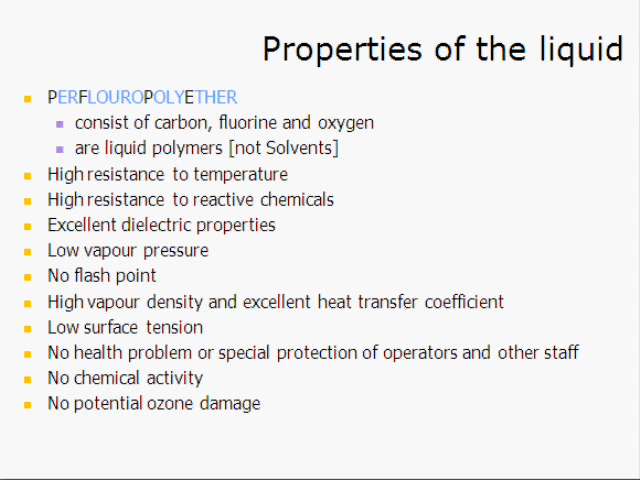 Properties of the liquid
PERFLOUROPOLYETHER
consist of carbon, fluorine and oxygen
are liquid polymers [not Solvents]
High resistance to temperature
High resistance to reactive chemicals
Excellent dielectric properties
Low vapour pressure
No flash point
High vapour density and excellent heat transfer coefficient
Low surface tension
No health problem or special protection of operators and other staff
No chemical activity
No potential ozone damage